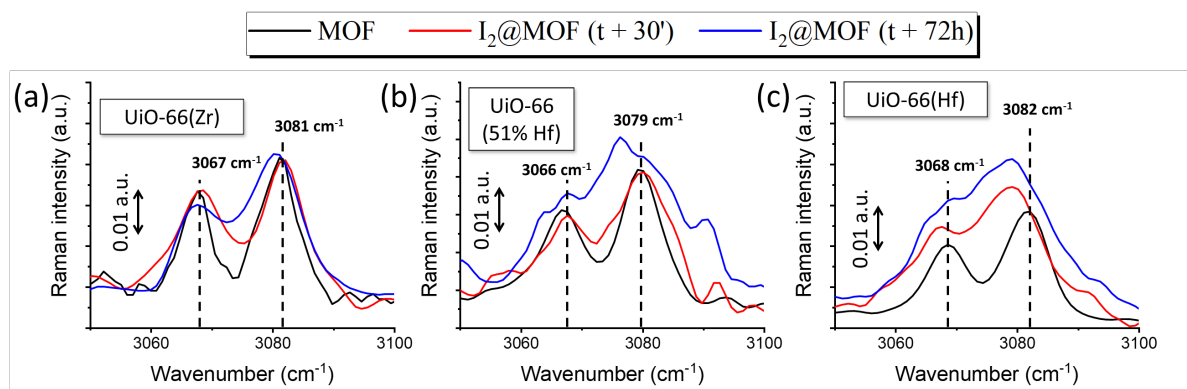 MOF I₂@MOF (t + 30') I₂@MOF (t + 72h)
(a)
UiO-66(Zr)
3067 cm⁻¹
3081 cm⁻¹
0.01 a.u.
Raman intensity (a.u.)
3060 3080 3100
Wavenumber (cm⁻¹)
(b)
UiO-66
(51% Hf)
3066 cm⁻¹
3079 cm⁻¹
0.01 a.u.
Raman intensity (a.u.)
3060 3080 3100
Wavenumber (cm⁻¹)
(c)
UiO-66(Hf)
3068 cm⁻¹
3082 cm⁻¹
0.01 a.u.
Raman intensity (a.u.)
3060 3080 3100
Wavenumber (cm⁻¹)